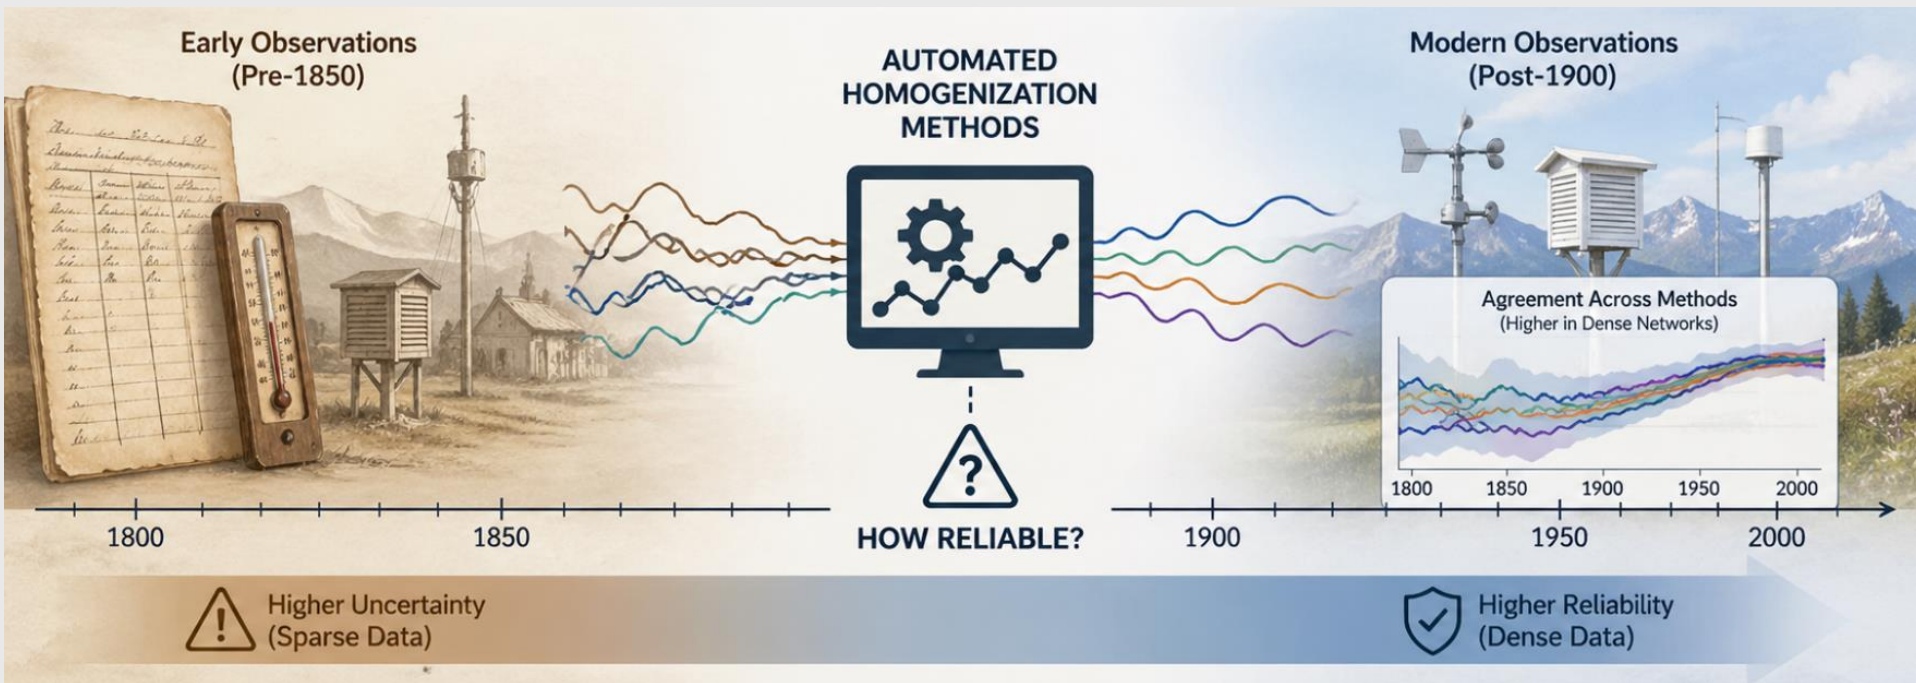 Early Observations
(Pre-1850)
AUTOMATED
HOMOGENIZATION
METHODS
Modern Observations
(Post-1900)
Agreement Across Methods
(Higher in Dense Networks)
1800 1850 1900 1950 2000
HOW RELIABLE?
1800 1850 1900 1950 2000
Higher Uncertainty
(Sparse Data)
Higher Reliability
(Dense Data)
?